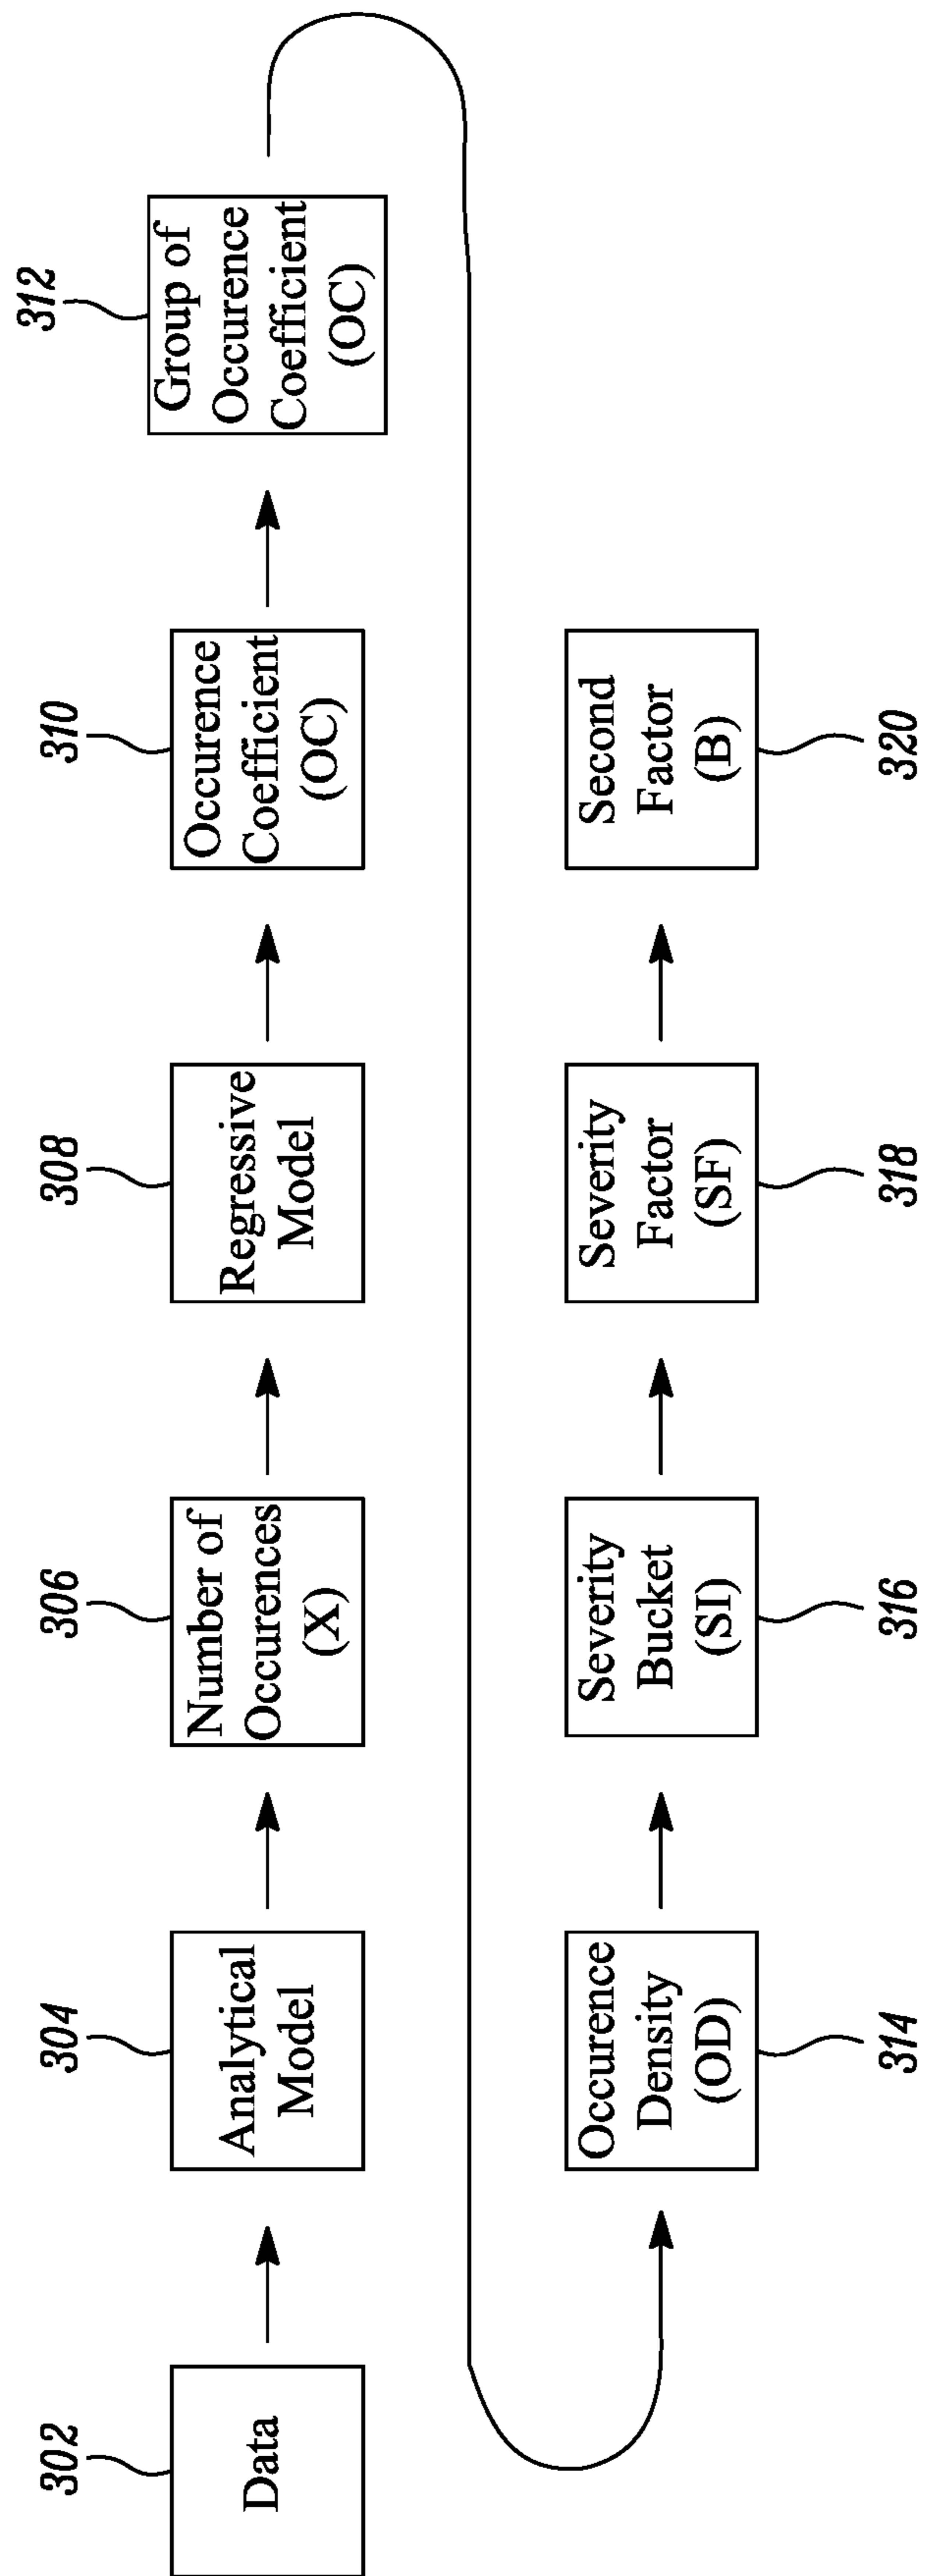 302
Data
304
Analytical
Model
306
Number of
Occurences
(X)
308
Regressive
Model
310
Occurence
Coefficient
(OC)
312
Group of
Occurence
Coefficient
(OC)
Occurence
Density
(OD)
314
Severity
Bucket
(SI)
316
Severity
Factor
(SF)
318
Second
Factor
(B)
320